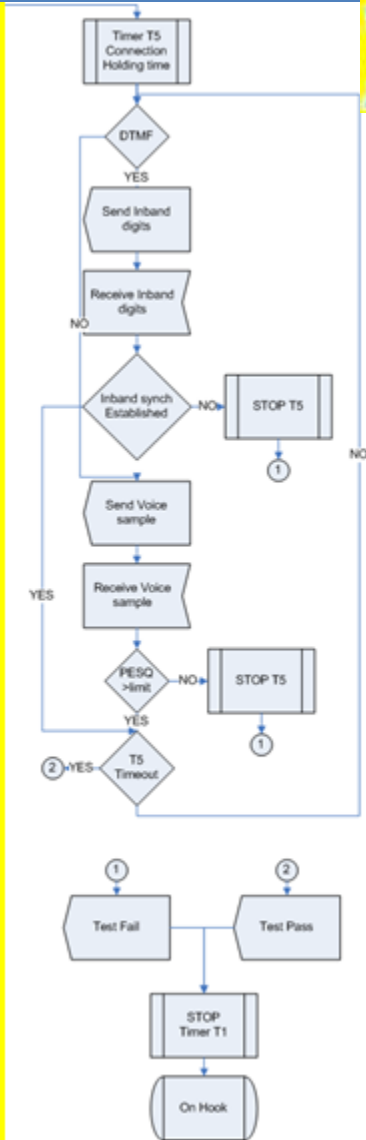 Timer T5
Connection
Holding time
DTMF
YES
Send Inband
digits
Receive Inband
digits
NO
Inband synch
Established
NO
STOP T5
1
NO
Send Voice
sample
Receive Voice
sample
YES
PESQ
>limit
NO
STOP T5
YES
1
T5
Timeout
YES
2
1
2
Test Fail
Test Pass
STOP
Timer T1
On Hook